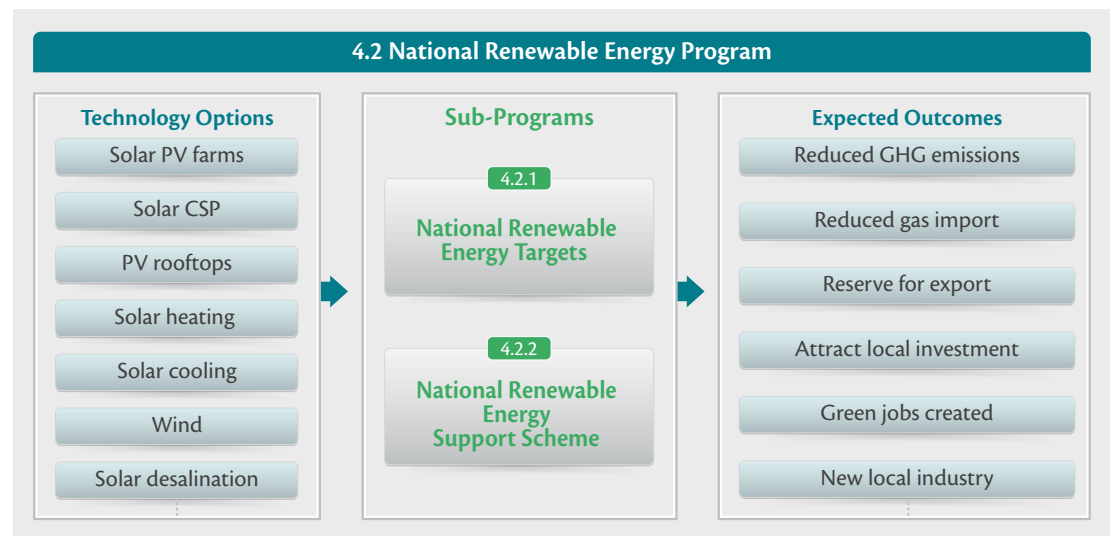 4.2 National Renewable Energy Program
Technology Options
Solar PV farms
Solar CSP
PV rooftops
Solar heating
Solar cooling
Wind
Solar desalination
Sub-Programs
4.2.1
National Renewable
Energy Targets
4.2.2
National Renewable
Energy
Support Scheme
Expected Outcomes
Reduced GHG emissions
Reduced gas import
Reserve for export
Attract local investment
Green jobs created
New local industry